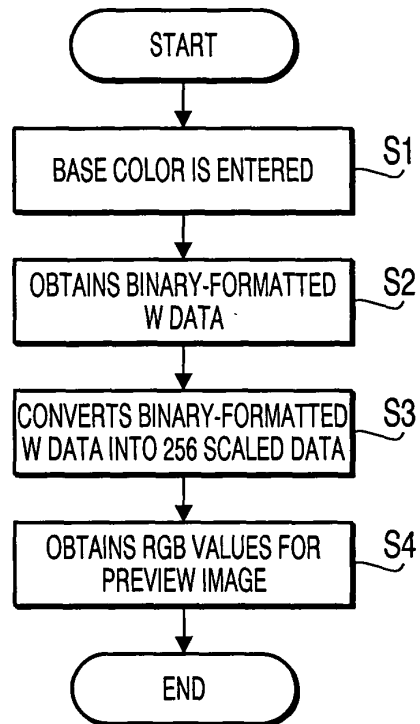 START
BASE COLOR IS ENTERED
S1
OBTAINS BINARY-FORMATTED
W DATA
S2
CONVERTS BINARY-FORMATTED
W DATA INTO 256 SCALED DATA
S3
OBTAINS RGB VALUES FOR
PREVIEW IMAGE
S4
END